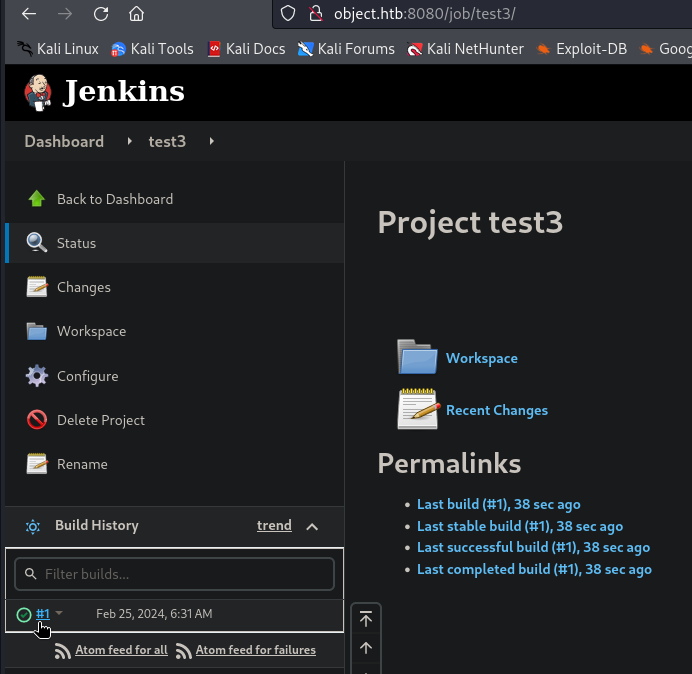 object.htb:8080/job/test3/
Kali Linux Kali Tools Kali Docs Kali Forums Kali NetHunter Exploit-DB Goog
Jenkins
Dashboard test3
Back to Dashboard
Status
Changes
Workspace
Configure
Delete Project
Rename
Build History trend
Filter builds...
#1 Feb 25, 2024, 6:31 AM
Atom feed for all Atom feed for failures
Project test3
Workspace
Recent Changes
Permalinks
Last build (#1), 38 sec ago
Last stable build (#1), 38 sec ago
Last successful build (#1), 38 sec ago
Last completed build (#1), 38 sec ago